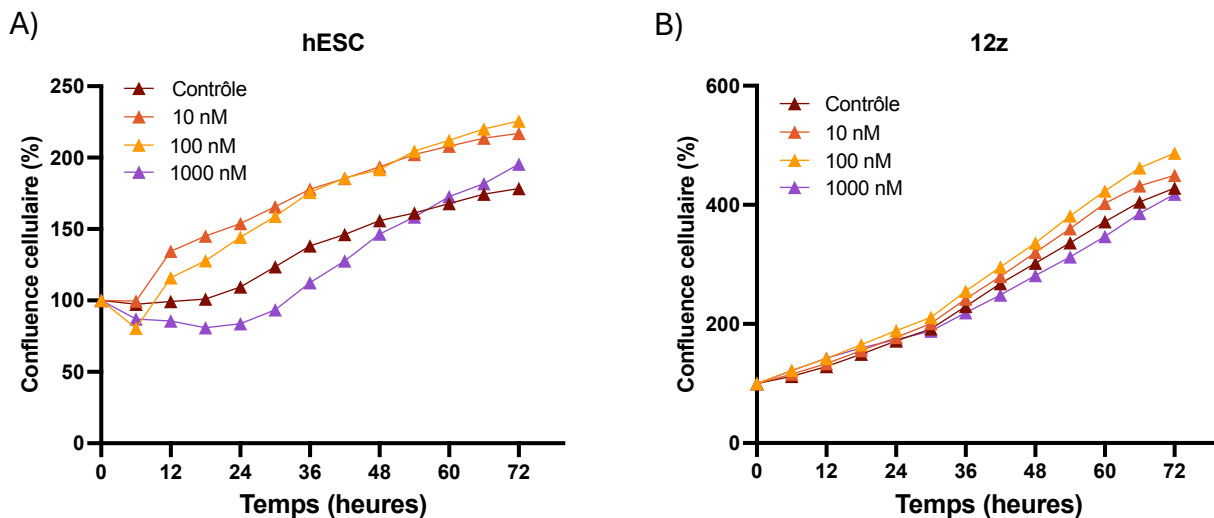 A)
hESC
Contrôle
10 nM
100 nM
1000 nM
Confluence cellulaire (%)
250
200
150
100
50
0
0 12 24 36 48 60 72
Temps (heures)
B)
12z
Contrôle
10 nM
100 nM
1000 nM
Confluence cellulaire (%)
600
400
200
0
0 12 24 36 48 60 72
Temps (heures)